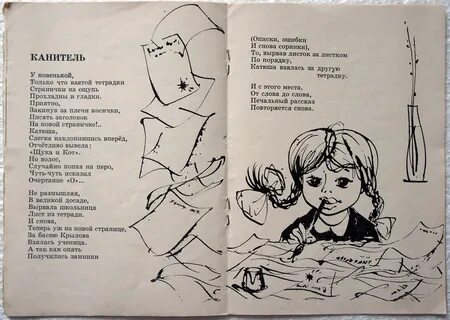 КАНИТЕЛЬ
У новенькой,
Только что взятой тетрадки
Странички на ощупь
Прохладны и гладки.
Приятно,
Закинув за плечи косички,
Писать заголовок
На новой страничке!..
Катюша,
Слегка наклонившись вперёд,
Отчётливо вывела:
«Щука и Кот».
Но волос,
Случайно попав на перо,
Чуть-чуть исказил
Очертание «О»...
Не размышляя,
В великой досаде,
Вырвала школьница
Лист из тетради.
И снова,
Теперь уж на новой странице,
За басню Крылова
Взялась ученица.
А так как опять
Получились заминки
(Описки, ошибки
И снова соринки),
То, вырвав листок за листком
По порядку,
Катюша взялась за другую
тетрадку.
И с этого места,
От слова до слова,
Печальный рассказ
Повторяется снова.